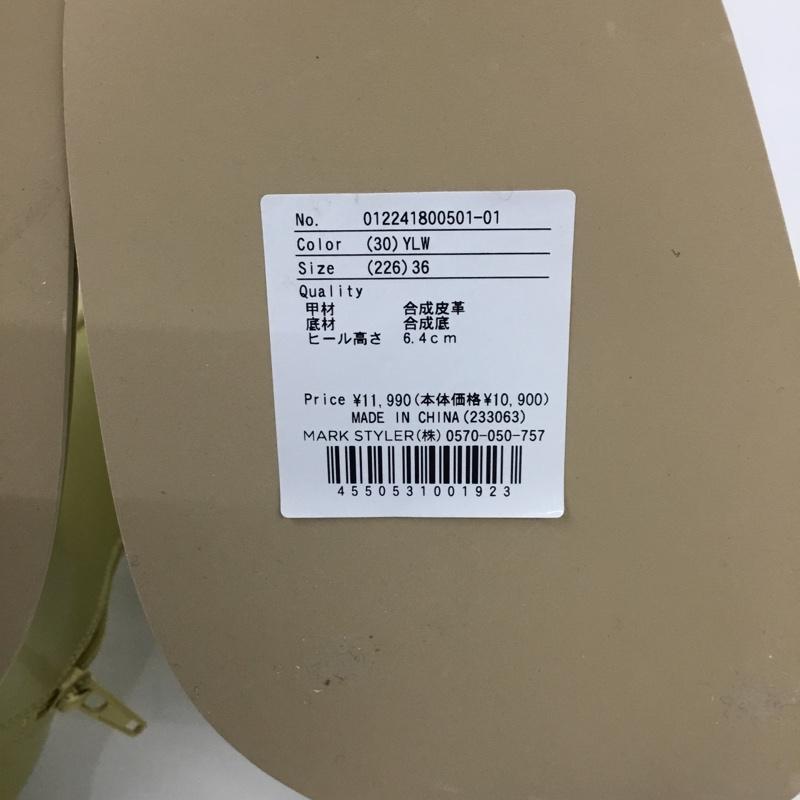 No. 012241800501-01
Color (30)YLW
Size (226)36
Quality
甲材 合成皮革
底材 合成底
ヒール高さ 6.4cm
Price ¥11,990(本体価格¥10,900)
MADE IN CHINA(233063)
MARK STYLER(株) 0570-050-757
4550531001923